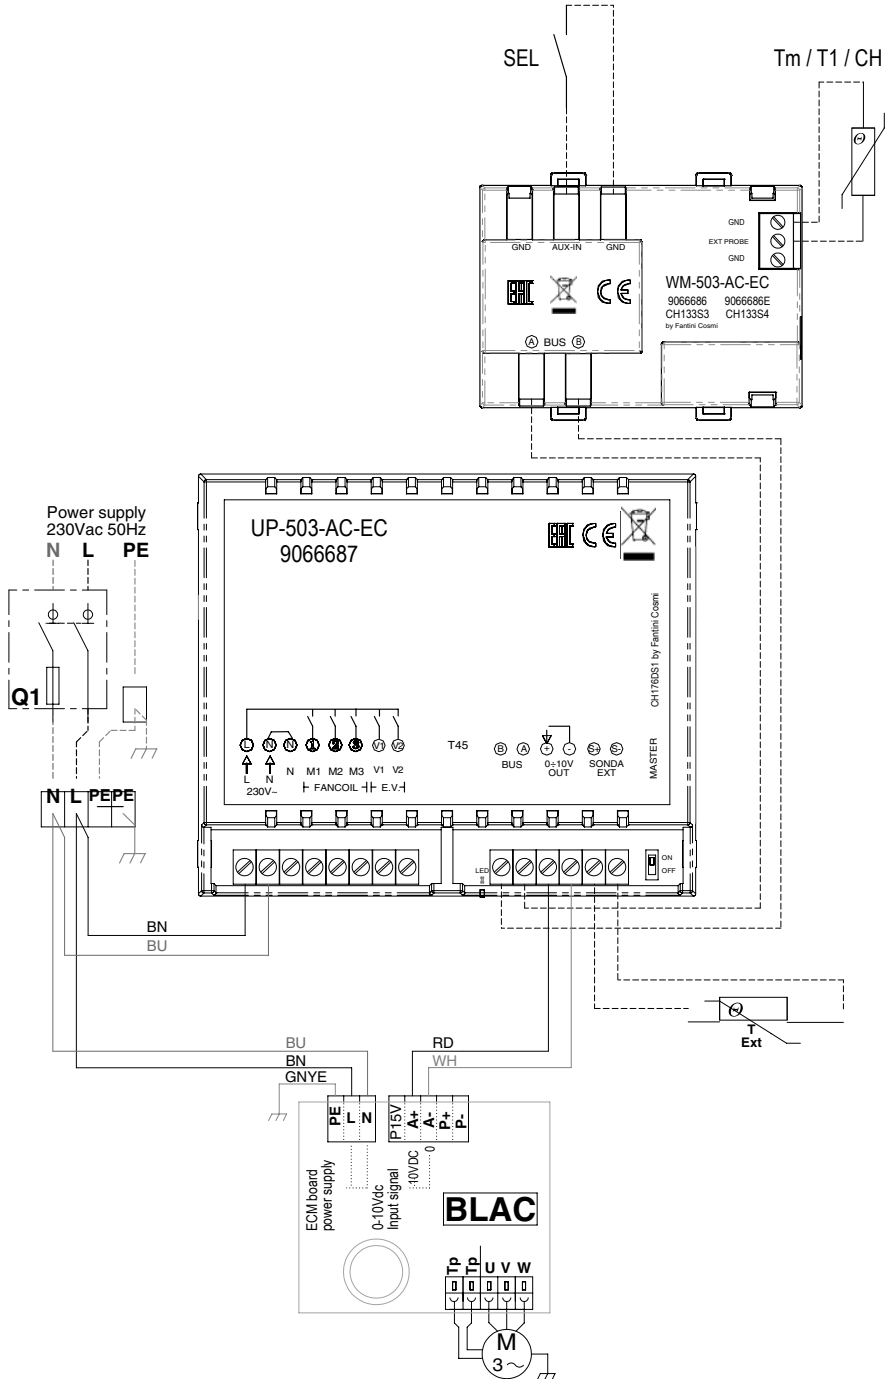 SEL
Tm / T1 / CH
GND AUX-IN GND
GND
EXT PROBE
GND
WM-503-AC-EC
9066686 9066686E
CH133S3 CH133S4
by Fantini Cosmi
A BUS B
Power supply
230Vac 50Hz
N L PE
Q1
UP-503-AC-EC
9066687
CH176DS1 by Fantini Cosmi
MASTER
L N N 1 2 3 V1 V2
L N N M1 M2 M3 V1 V2
230V~ FANCOIL E.V.
T45
B A + - S+ S-
BUS 0÷10V OUT SONDA EXT
N L PE PE
LED
ON
OFF
BN
BU
T
Ext
BU
BN
GNYE
RD
WH
PE L N
P15V A+ A- P+ P-
10VDC 0
ECM board
power supply
0-10Vdc
Input signal
BLAC
Tp Tp U V W
M
3 ~